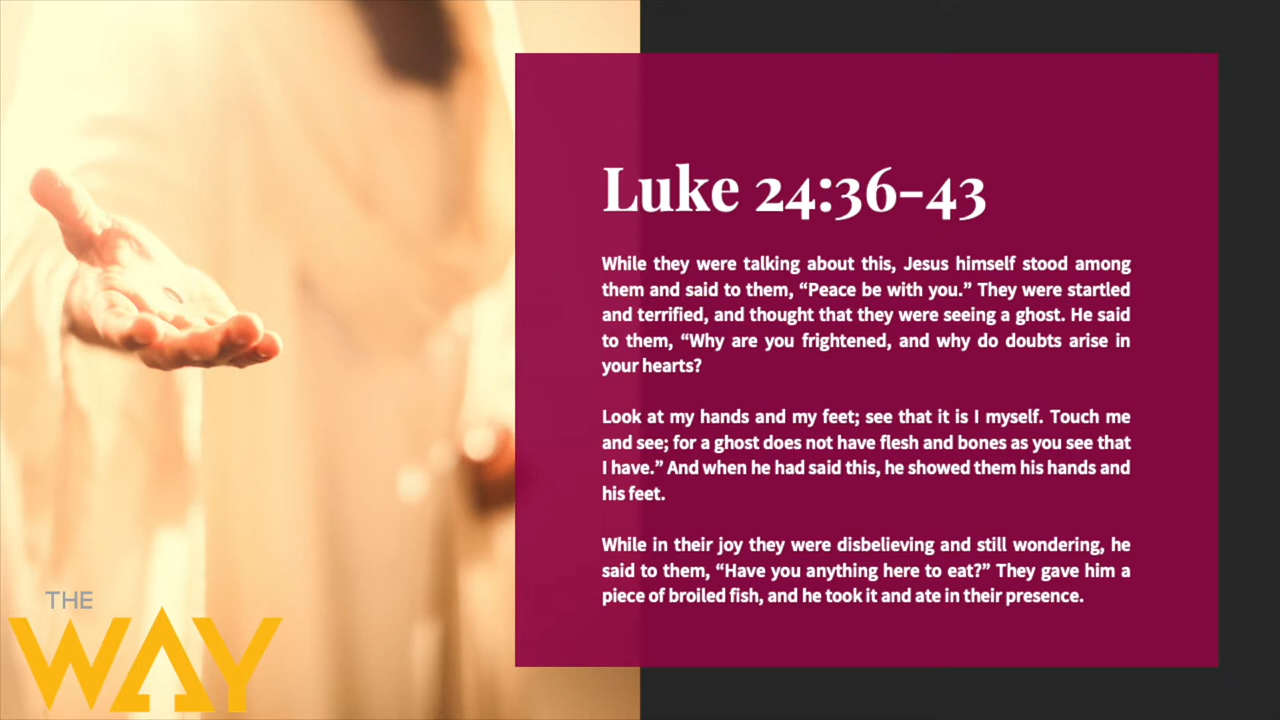 Luke 24:36-43
While they were talking about this, Jesus himself stood among
them and said to them, “Peace be with you.” They were startled
and terrified, and thought that they were seeing a ghost. He said
to them, “Why are you frightened, and why do doubts arise in
your hearts?
Look at my hands and my feet; see that it is I myself. Touch me
and see; for a ghost does not have flesh and bones as you see that
I have.” And when he had said this, he showed them his hands and
his feet.
While in their joy they were disbelieving and still wondering, he
said to them, “Have you anything here to eat?” They gave him a
piece of broiled fish, and he took it and ate in their presence.
THE
WAY